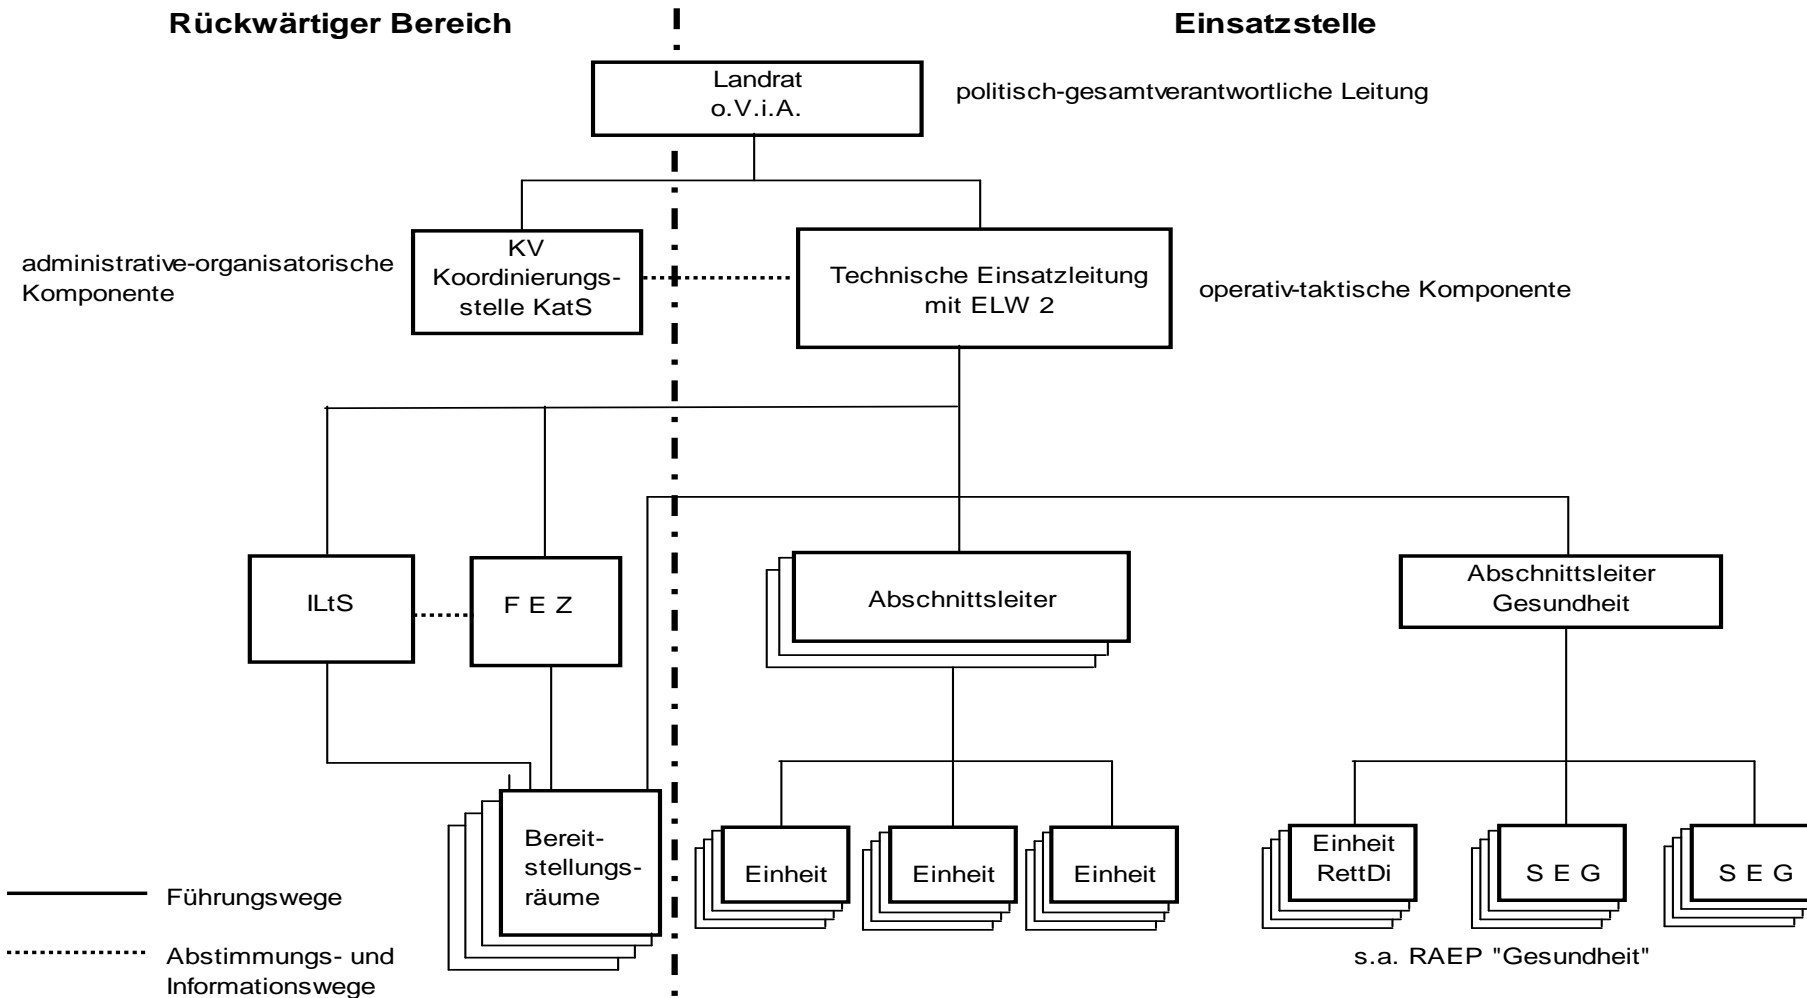 Rückwärtiger Bereich
Einsatzstelle
Landrat
o.V.i.A.
politisch-gesamtverantwortliche Leitung
administrative-organisatorische
Komponente
KV
Koordinierungs-
stelle KatS
Technische Einsatzleitung
mit ELW 2
operativ-taktische Komponente
ILtS
F E Z
Abschnittsleiter
Abschnittsleiter
Gesundheit
Bereit-
stellungs-
räume
Einheit
Einheit
Einheit
Einheit
RettDi
S E G
S E G
Führungswege
Abstimmungs- und
Informationswege
s.a. RAEP "Gesundheit"